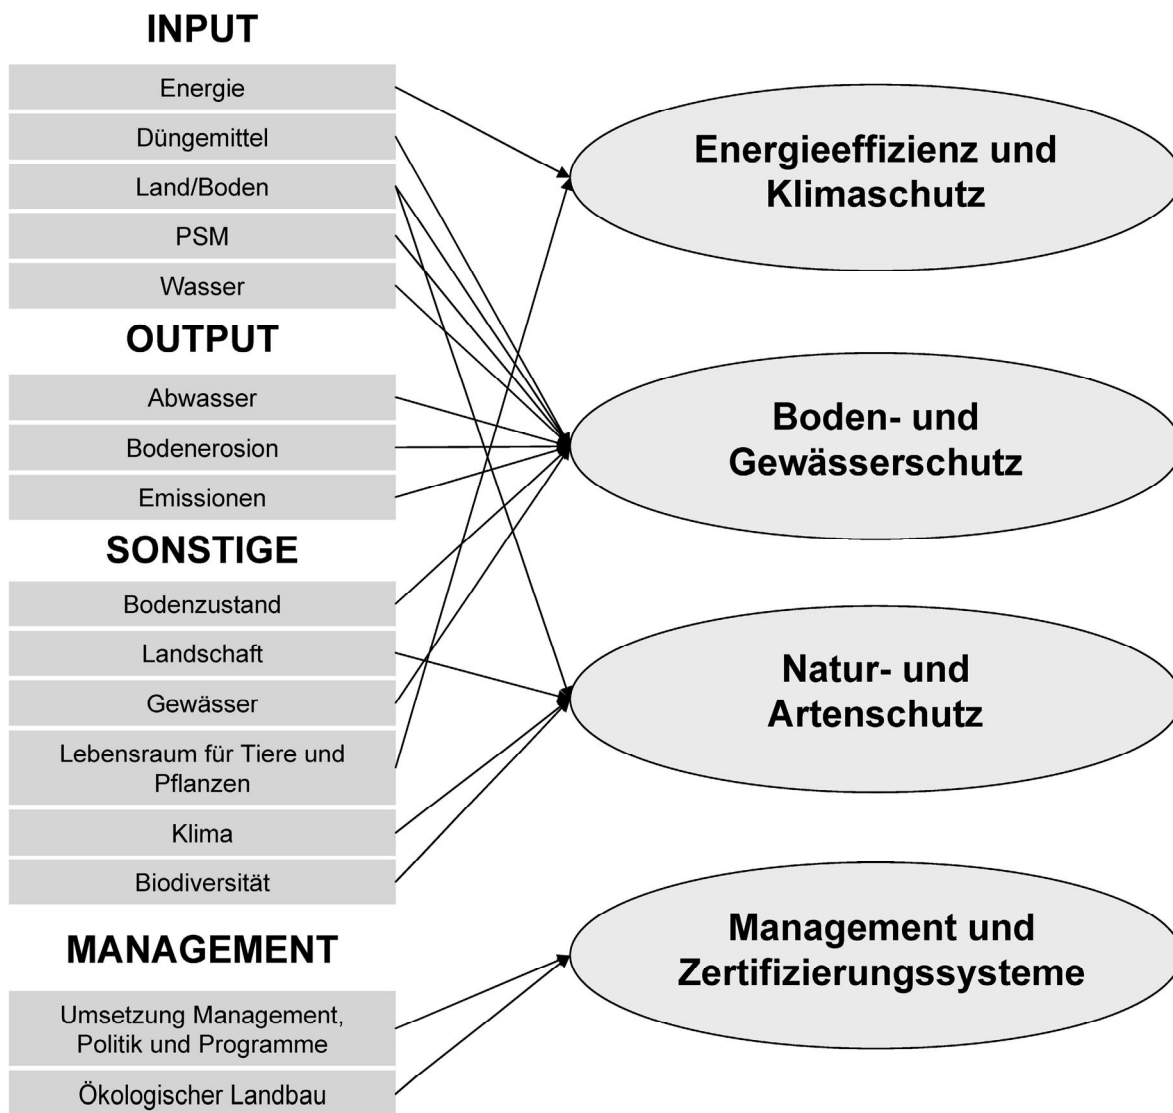 INPUT
Energie
Düngemittel
Land/Boden
PSM
Wasser
OUTPUT
Abwasser
Bodenerosion
Emissionen
SONSTIGE
Bodenzustand
Landschaft
Gewässer
Lebensraum für Tiere und
Pflanzen
Klima
Biodiversität
MANAGEMENT
Umsetzung Management,
Politik und Programme
Ökologischer Landbau
Energieeffizienz und
Klimaschutz
Boden- und
Gewässerschutz
Natur- und
Artenschutz
Management und
Zertifizierungssysteme